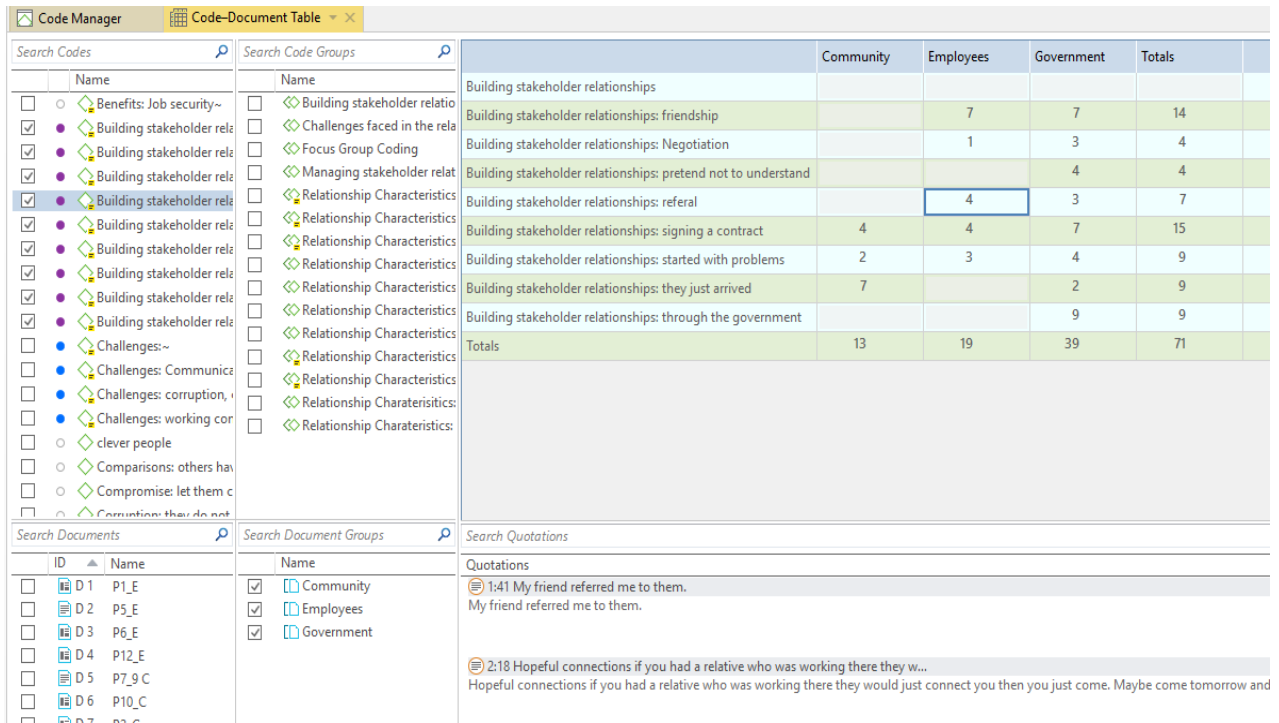 Code Manager
Code–Document Table
Search Codes
Name
Benefits: Job security~
Building stakeholder rela
Building stakeholder rela
Building stakeholder rela
Building stakeholder rela
Building stakeholder rela
Building stakeholder rela
Building stakeholder rela
Building stakeholder rela
Building stakeholder rela
Challenges:~
Challenges: Communica
Challenges: corruption,
Challenges: working con
clever people
Comparisons: others hav
Compromise: let them c
Corruption: they do not
Search Code Groups
Name
Building stakeholder relatio
Challenges faced in the rela
Focus Group Coding
Managing stakeholder relat
Relationship Characteristics
Relationship Characteristics
Relationship Characteristics
Relationship Characteristics
Relationship Characteristics
Relationship Characteristics
Relationship Characteristics
Relationship Characteristics
Relationship Characteristics
Relationship Charaterisitics:
Relationship Charateristics:
Community Employees Government Totals
Building stakeholder relationships
Building stakeholder relationships: friendship 7 7 14
Building stakeholder relationships: Negotiation 1 3 4
Building stakeholder relationships: pretend not to understand 4 4
Building stakeholder relationships: referal 4 3 7
Building stakeholder relationships: signing a contract 4 4 7 15
Building stakeholder relationships: started with problems 2 3 4 9
Building stakeholder relationships: they just arrived 7 2 9
Building stakeholder relationships: through the government 9 9
Totals 13 19 39 71
Search Documents
ID Name
D 1 P1_E
D 2 P5_E
D 3 P6_E
D 4 P12_E
D 5 P7_9 C
D 6 P10_C
Search Document Groups
Name
Community
Employees
Government
Search Quotations
Quotations
1:41 My friend referred me to them.
My friend referred me to them.
2:18 Hopeful connections if you had a relative who was working there they w...
Hopeful connections if you had a relative who was working there they would just connect you then you just come. Maybe come tomorrow and